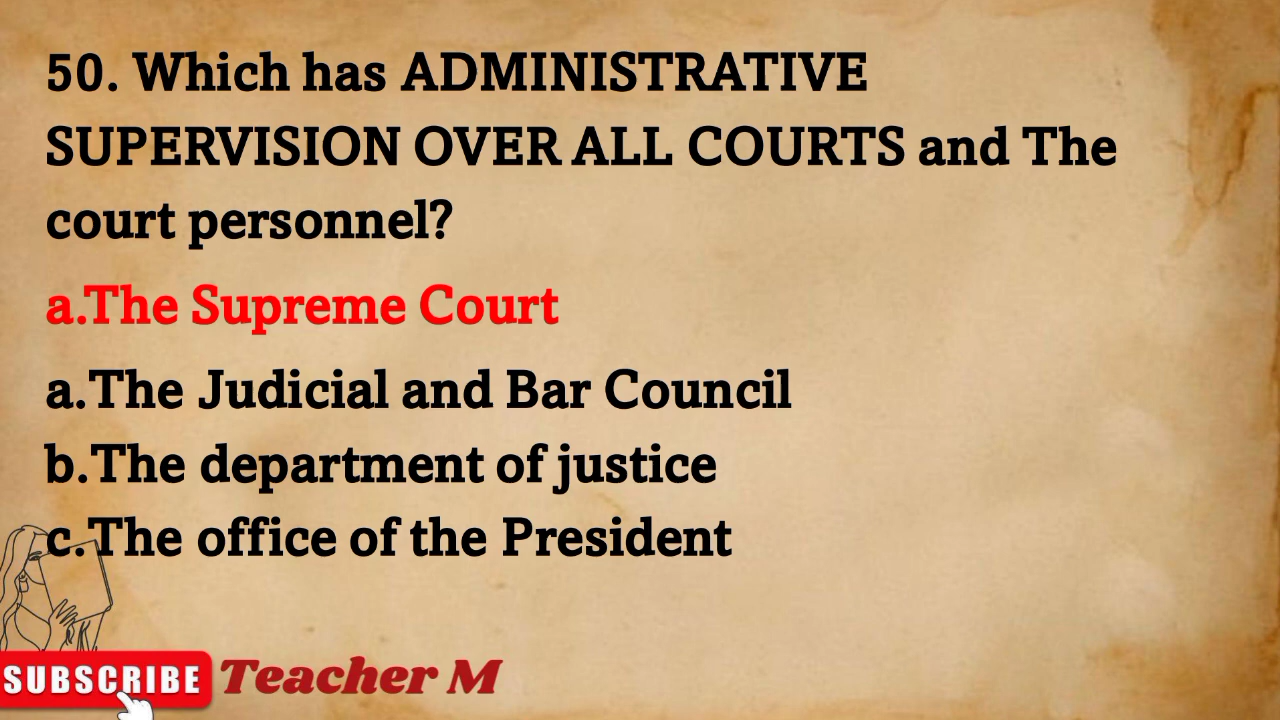 50. Which has ADMINISTRATIVE
SUPERVISION OVER ALL COURTS and The
court personnel?
a.The Supreme Court
a.The Judicial and Bar Council
b.The department of justice
c.The office of the President
SUBSCRIBE Teacher M